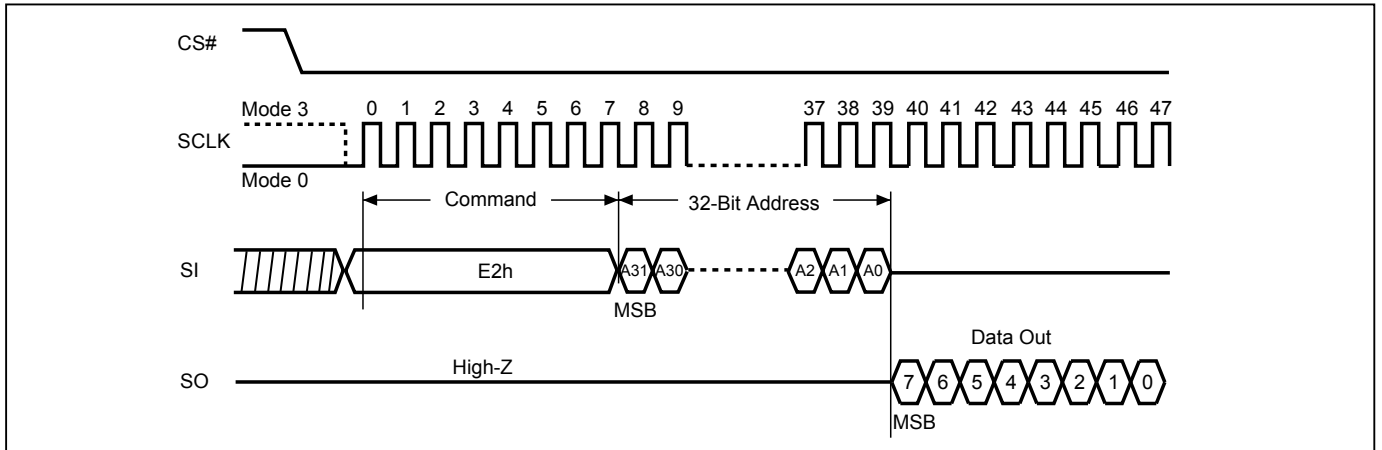 CS#
Mode 3 0 1 2 3 4 5 6 7 8 9 37 38 39 40 41 42 43 44 45 46 47
SCLK
Mode 0
Command 32-Bit Address
SI E2h A31 A30 A2 A1 A0
MSB
Data Out
High-Z
SO 7 6 5 4 3 2 1 0
MSB